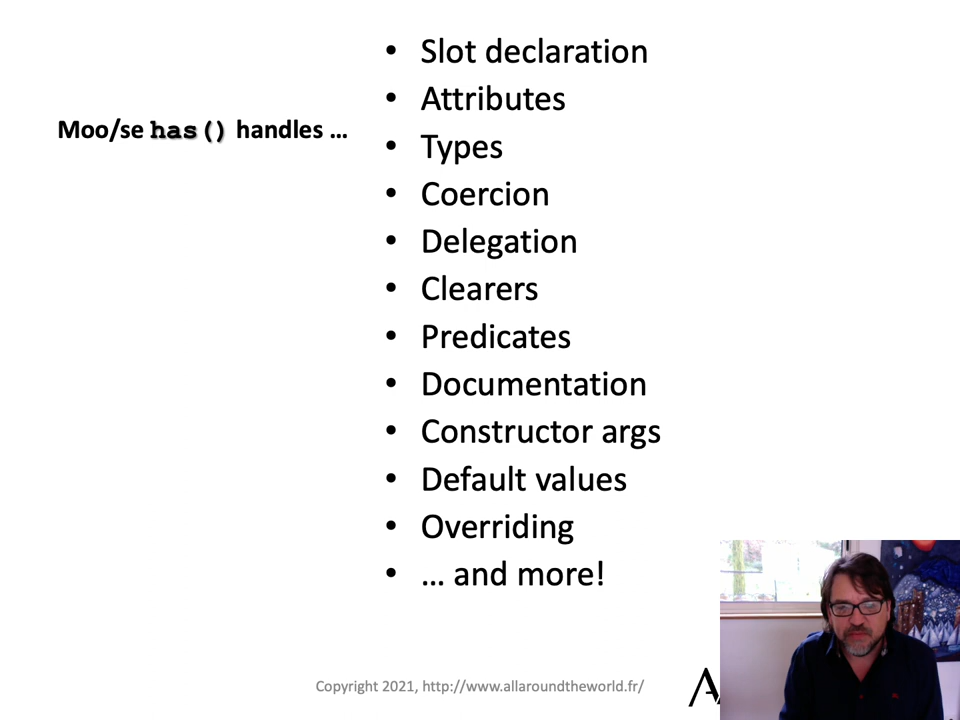 Moo/se has() handles …
• Slot declaration
• Attributes
• Types
• Coercion
• Delegation
• Clearers
• Predicates
• Documentation
• Constructor args
• Default values
• Overriding
• … and more!
Copyright 2021, http://www.allaroundtheworld.fr/